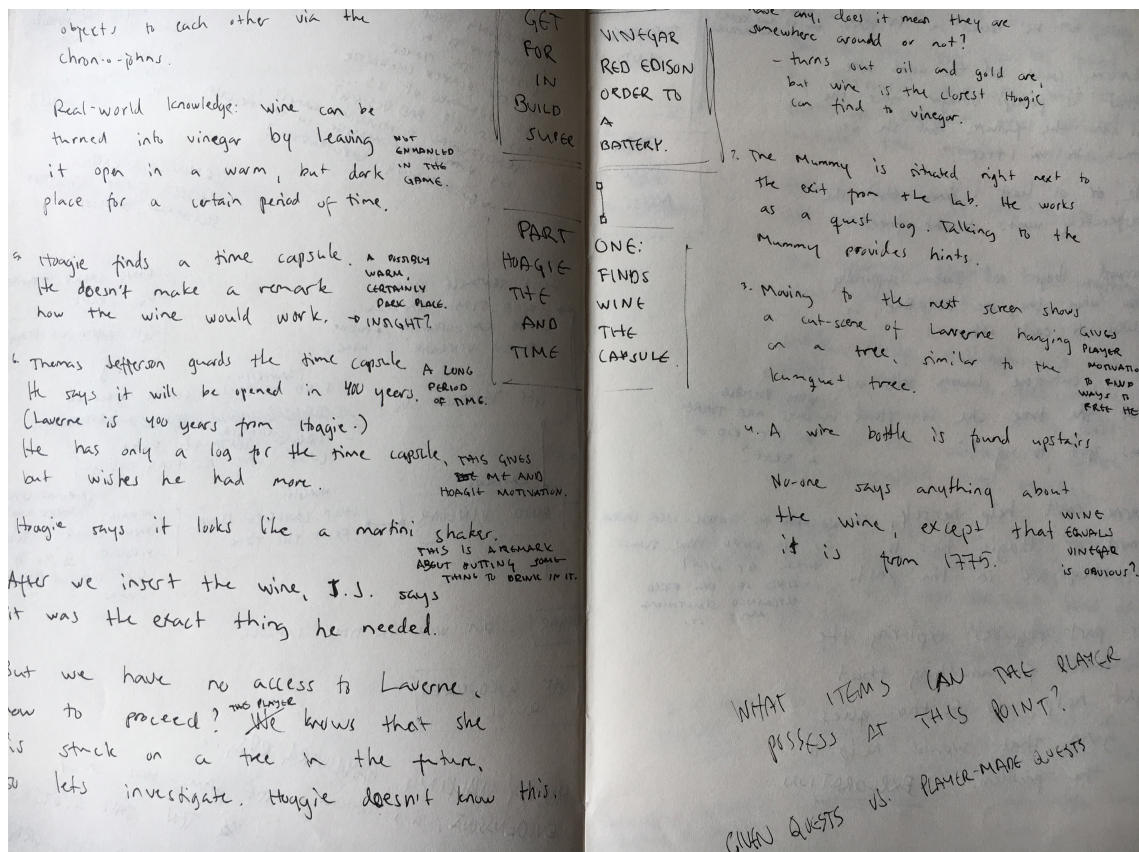 objects to each other via the
chron-o-johns.
Real-world knowledge: wine can be
turned into vinegar by leaving
it open in a warm, but dark
place for a certain period of time.
NOT
ENHANCED
IN THE
GAME.
5. Hoagie finds a time capsule.
He doesn't make a remark
how the wine would work. → INSIGHT?
A POSSIBLY
WARM,
CERTAINLY
DARK PLACE.
6. Thomas Jefferson guards the time capsule
He says it will be opened in 400 years.
(Laverne is 400 years from Hoagie.)
He has only a log for the time capsule,
but wishes he had more.
A LONG
PERIOD
OF TIME.
THIS GIVES
ME AND
HOAGIE MOTIVATION.
Hoagie says it looks like a martini shaker.
THIS IS A REMARK
ABOUT PUTTING SOME
THING TO DRINK IN IT.
After we insert the wine, T.J. says
it was the exact thing he needed.
But we have no access to Laverne.
how to proceed? We knows that she
THE PLAYER
is stuck on a tree in the future,
so lets investigate. Hoagie doesn't know this.
GET
FOR
IN
BUILD
SUPER
PART
HOAGIE
THE
AND
TIME
VINEGAR
RED EDISON
ORDER TO
A
BATTERY.
ONE:
FINDS
WINE
THE
CAPSULE.
have any, does it mean they are
somewhere around or not?
- turns out oil and gold are,
but wine is the closest Hoagie
can find to vinegar.
2. The Mummy is situated right next to
the exit from the lab. He works
as a quest log. Talking to the
Mummy provides hints.
3. Moving to the next screen shows
a cut-scene of Laverne hanging
on a tree, similar to the
kumquat tree.
GIVES
PLAYER
MOTIVATIO
TO FIND
WAYS TO
FREE HE
4. A wine bottle is found upstairs
No-one says anything about
the wine, except that
it is from 1775.
WINE
EQUALS
VINEGAR
IS OBVIOUS?
WHAT ITEMS CAN THE PLAYER
POSSESS AT THIS POINT?
GIVEN QUESTS VS. PLAYER-MADE QUESTS